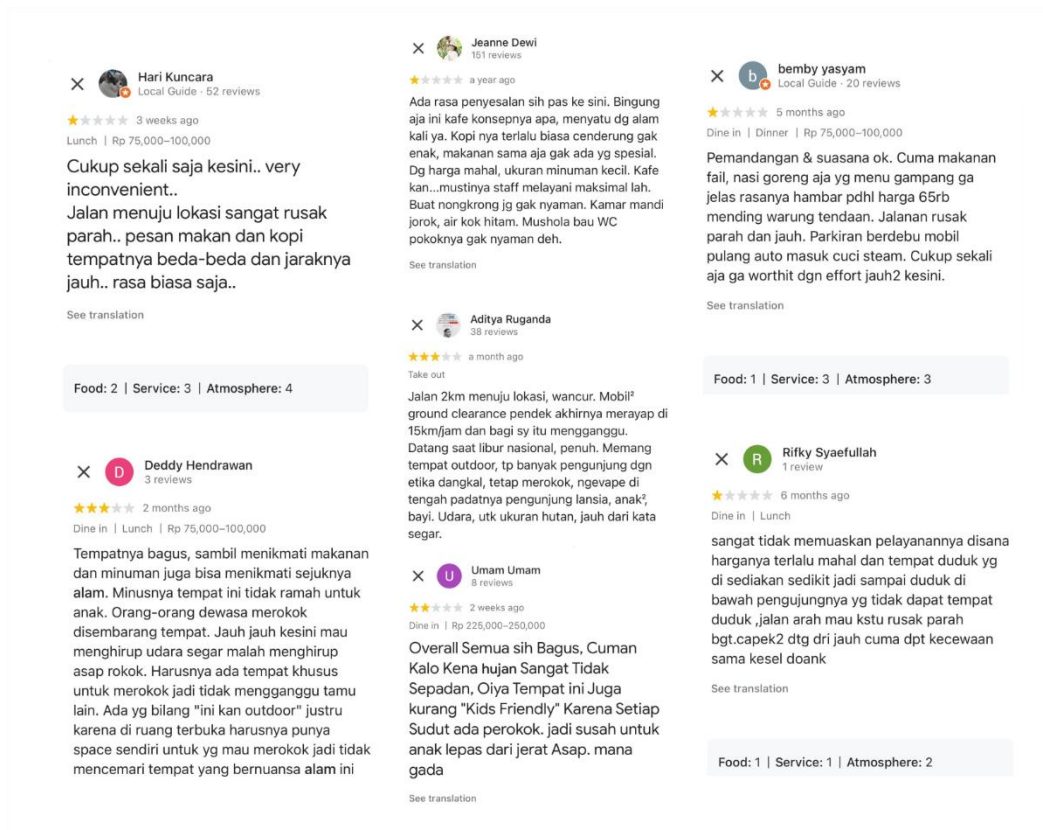 Hari Kuncara
Local Guide · 52 reviews
3 weeks ago
Lunch | Rp 75,000–100,000
Cukup sekali saja kesini.. very
inconvenient..
Jalan menuju lokasi sangat rusak
parah.. pesan makan dan kopi
tempatnya beda-beda dan jaraknya
jauh.. rasa biasa saja..
See translation
Food: 2 | Service: 3 | Atmosphere: 4
D
Deddy Hendrawan
3 reviews
2 months ago
Dine in | Lunch | Rp 75,000–100,000
Tempatnya bagus, sambil menikmati makanan
dan minuman juga bisa menikmati sejuknya
alam. Minusnya tempat ini tidak ramah untuk
anak. Orang-orang dewasa merokok
disembarang tempat. Jauh jauh kesini mau
menghirup udara segar malah menghirup
asap rokok. Harusnya ada tempat khusus
untuk merokok jadi tidak mengganggu tamu
lain. Ada yg bilang "ini kan outdoor" justru
karena di ruang terbuka harusnya punya
space sendiri untuk yg mau merokok jadi tidak
mencemari tempat yang bernuansa alam ini
Jeanne Dewi
151 reviews
a year ago
Ada rasa penyesalan sih pas ke sini. Bingung
aja ini kafe konsepnya apa, menyatu dg alam
kali ya. Kopi nya terlalu biasa cenderung gak
enak, makanan sama aja gak ada yg spesial.
Dg harga mahal, ukuran minuman kecil. Kafe
kan...mustinya staff melayani maksimal lah.
Buat nongkrong jg gak nyaman. Kamar mandi
jorok, air kok hitam. Mushola bau WC
pokoknya gak nyaman deh.
See translation
Aditya Ruganda
38 reviews
a month ago
Take out
Jalan 2km menuju lokasi, wancur. Mobil²
ground clearance pendek akhirnya merayap di
15km/jam dan bagi sy itu mengganggu.
Datang saat libur nasional, penuh. Memang
tempat outdoor, tp banyak pengunjung dgn
etika dangkal, tetap merokok, ngevape di
tengah padatnya pengunjung lansia, anak²,
bayi. Udara, utk ukuran hutan, jauh dari kata
segar.
U
Umam Umam
8 reviews
2 weeks ago
Dine in | Rp 225,000–250,000
Overall Semua sih Bagus, Cuman
Kalo Kena hujan Sangat Tidak
Sepadan, Oiya Tempat ini Juga
kurang "Kids Friendly" Karena Setiap
Sudut ada perokok. jadi susah untuk
anak lepas dari jerat Asap. mana
gada
See translation
b
bemby yasyam
Local Guide · 20 reviews
5 months ago
Dine in | Dinner | Rp 75,000–100,000
Pemandangan & suasana ok. Cuma makanan
fail, nasi goreng aja yg menu gampang ga
jelas rasanya hambar pdhl harga 65rb
mending warung tendaan. Jalanan rusak
parah dan jauh. Parkiran berdebu mobil
pulang auto masuk cuci steam. Cukup sekali
aja ga worthit dgn effort jauh2 kesini.
See translation
Food: 1 | Service: 3 | Atmosphere: 3
R
Rifky Syaefullah
1 review
6 months ago
Dine in | Lunch
sangat tidak memuaskan pelayanannya disana
harganya terlalu mahal dan tempat duduk yg
di sediakan sedikit jadi sampai duduk di
bawah pengujungnya yg tidak dapat tempat
duduk ,jalan arah mau kstu rusak parah
bgt.capek2 dtg dri jauh cuma dpt kecewaan
sama kesel doank
See translation
Food: 1 | Service: 1 | Atmosphere: 2